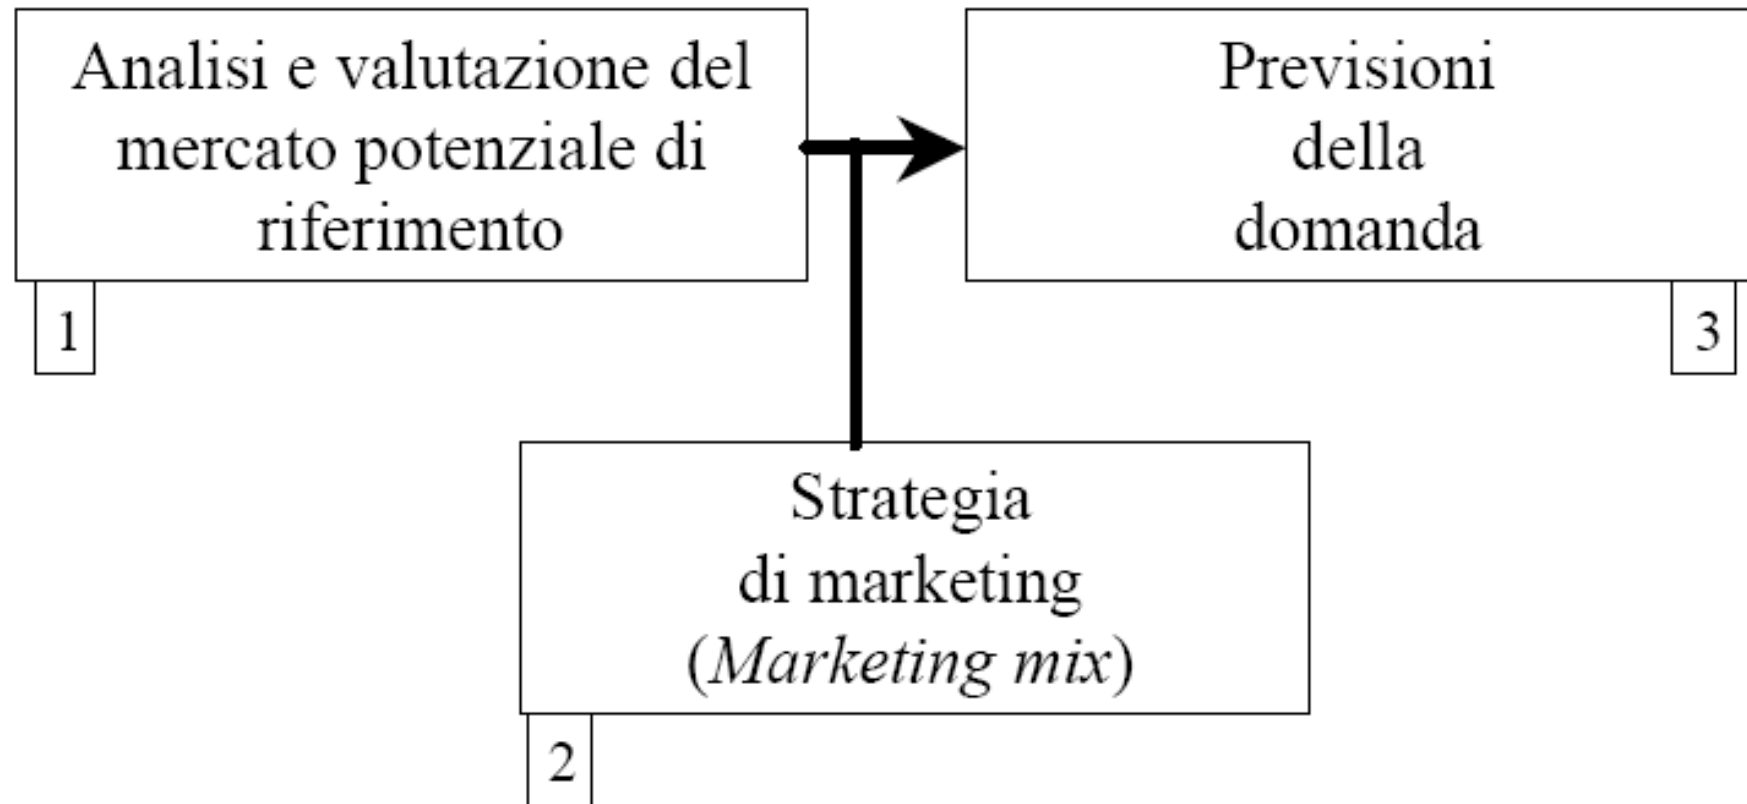 Analisi e valutazione del
mercato potenziale di
riferimento
1
Previsioni
della
domanda
3
Strategia
di marketing
(Marketing mix)
2